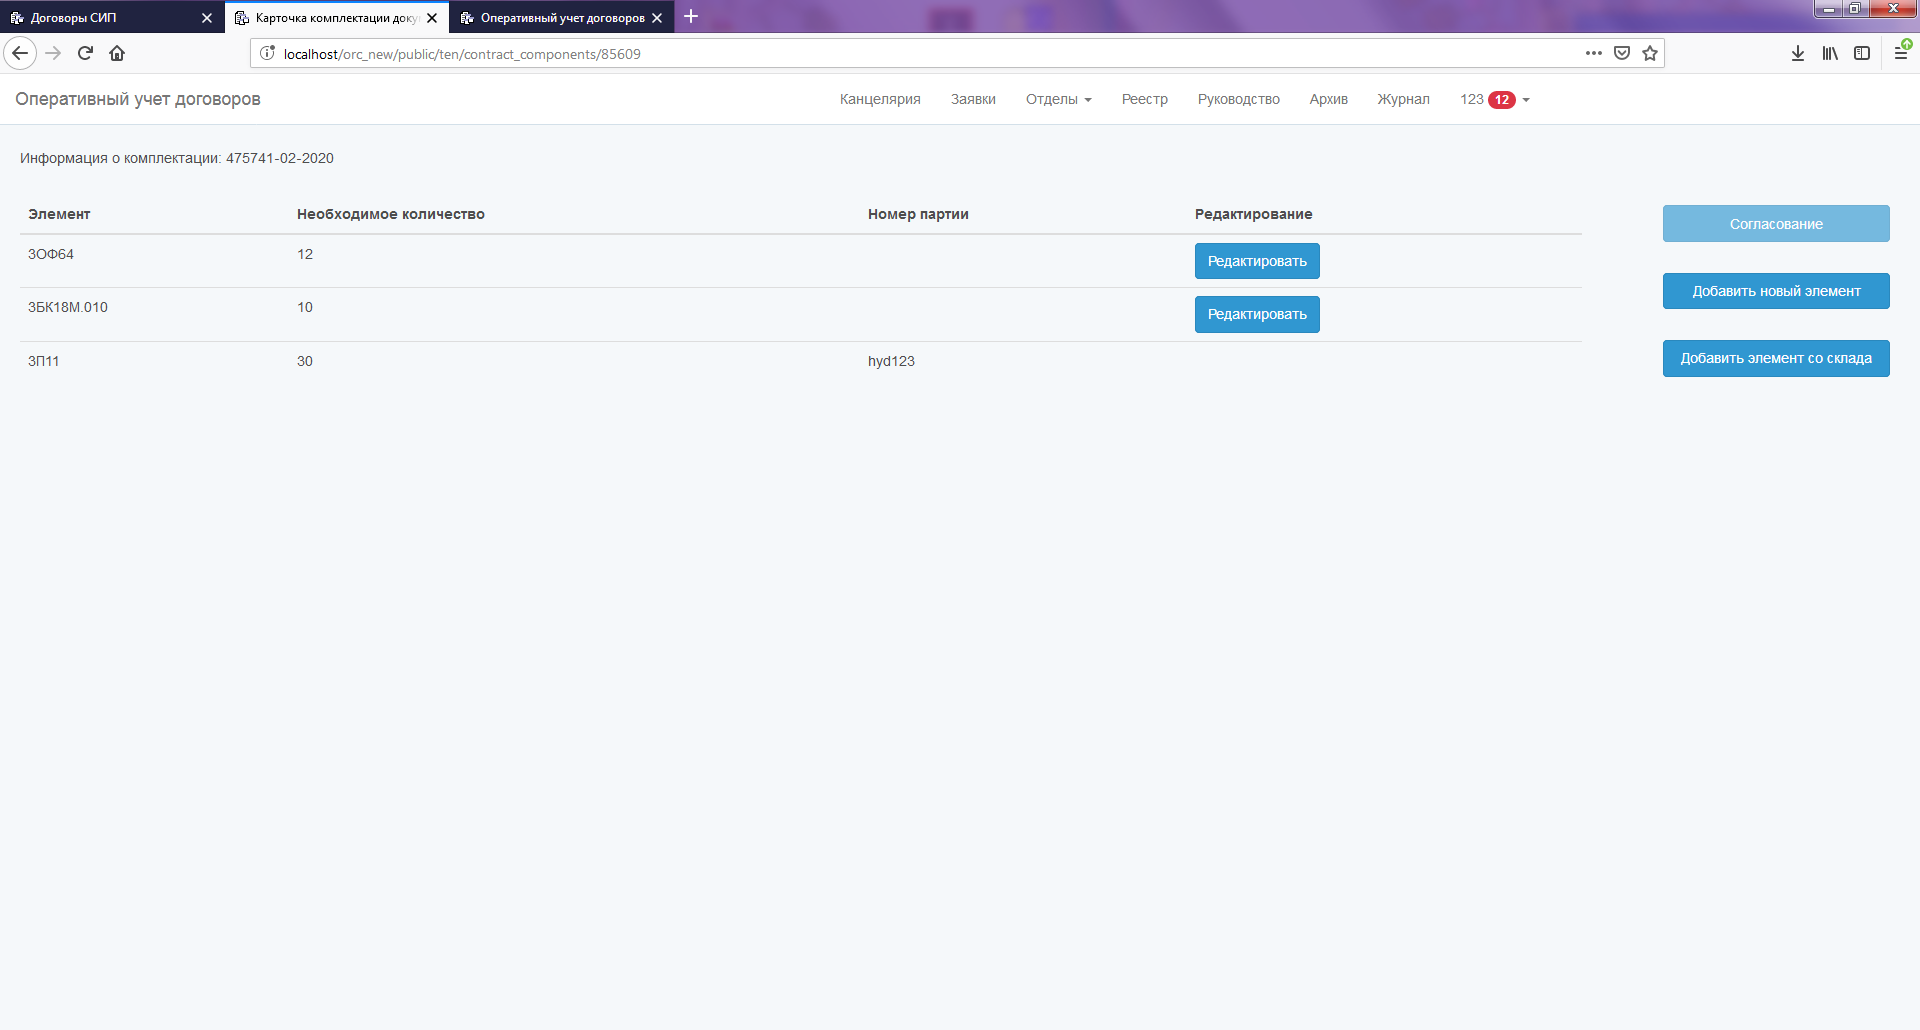 Договоры СИП
Карточка комплектации доку
Оперативный учет договоров
localhost/orc_new/public/ten/contract_components/85609
Оперативный учет договоров
Канцелярия Заявки Отделы Реестр Руководство Архив Журнал 123 12
Информация о комплектации: 475741-02-2020
Элемент Необходимое количество Номер партии Редактирование
3ОФ64 12 Редактировать
3БК18М.010 10 Редактировать
3П11 30 hyd123
Согласование
Добавить новый элемент
Добавить элемент со склада